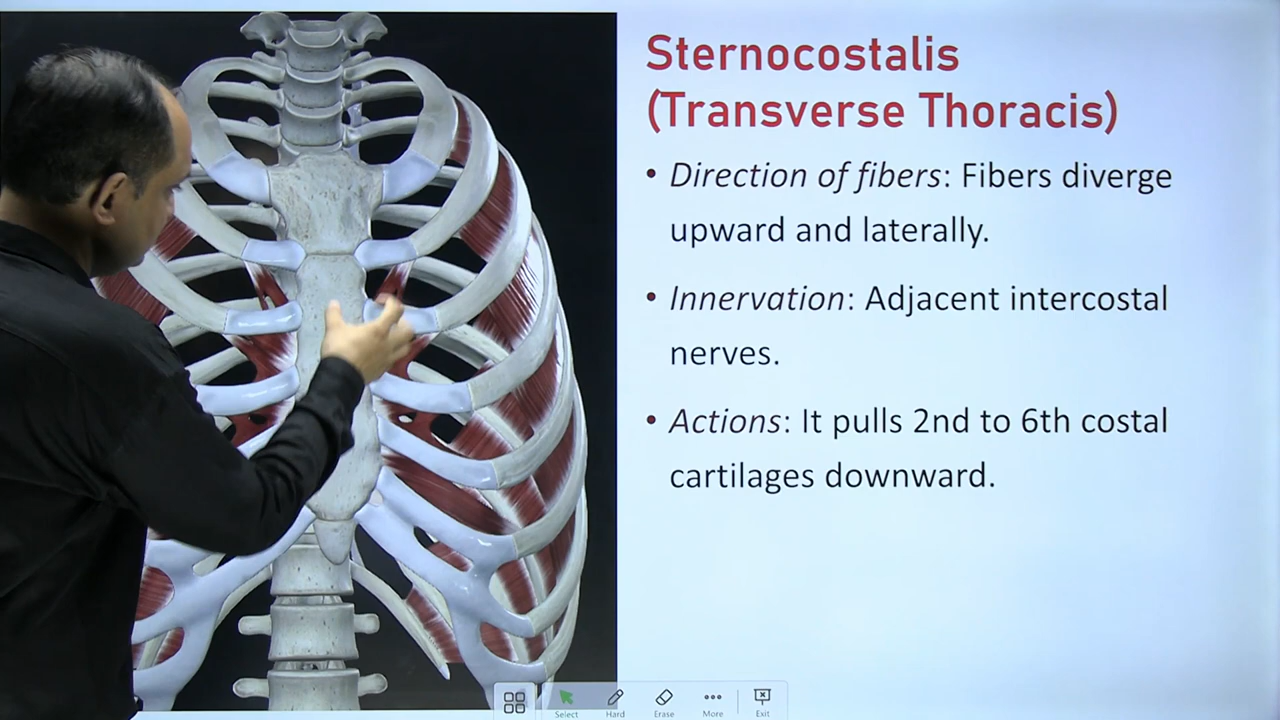 Sternocostalis
(Transverse Thoracis)
• Direction of fibers: Fibers diverge
upward and laterally.
• Innervation: Adjacent intercostal
nerves.
• Actions: It pulls 2nd to 6th costal
cartilages downward.
Select Hard Erase More Exit